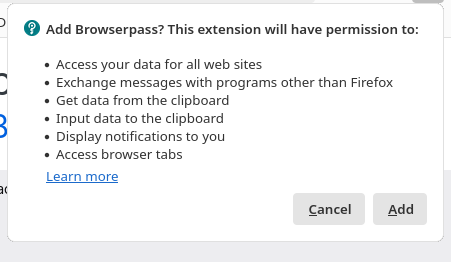 Add Browserpass? This extension will have permission to:
Access your data for all web sites
Exchange messages with programs other than Firefox
Get data from the clipboard
Input data to the clipboard
Display notifications to you
Access browser tabs
Learn more
Cancel Add